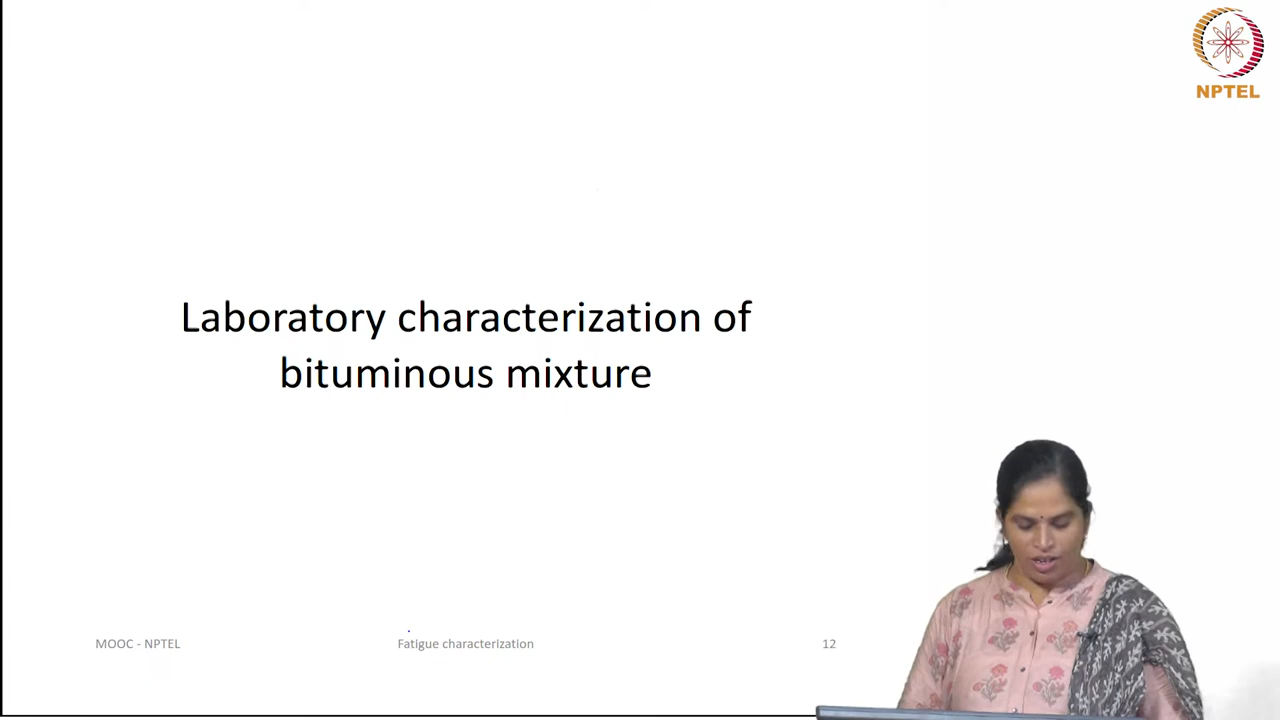 NPTEL
Laboratory characterization of
bituminous mixture
MOOC - NPTEL
Fatigue characterization
12